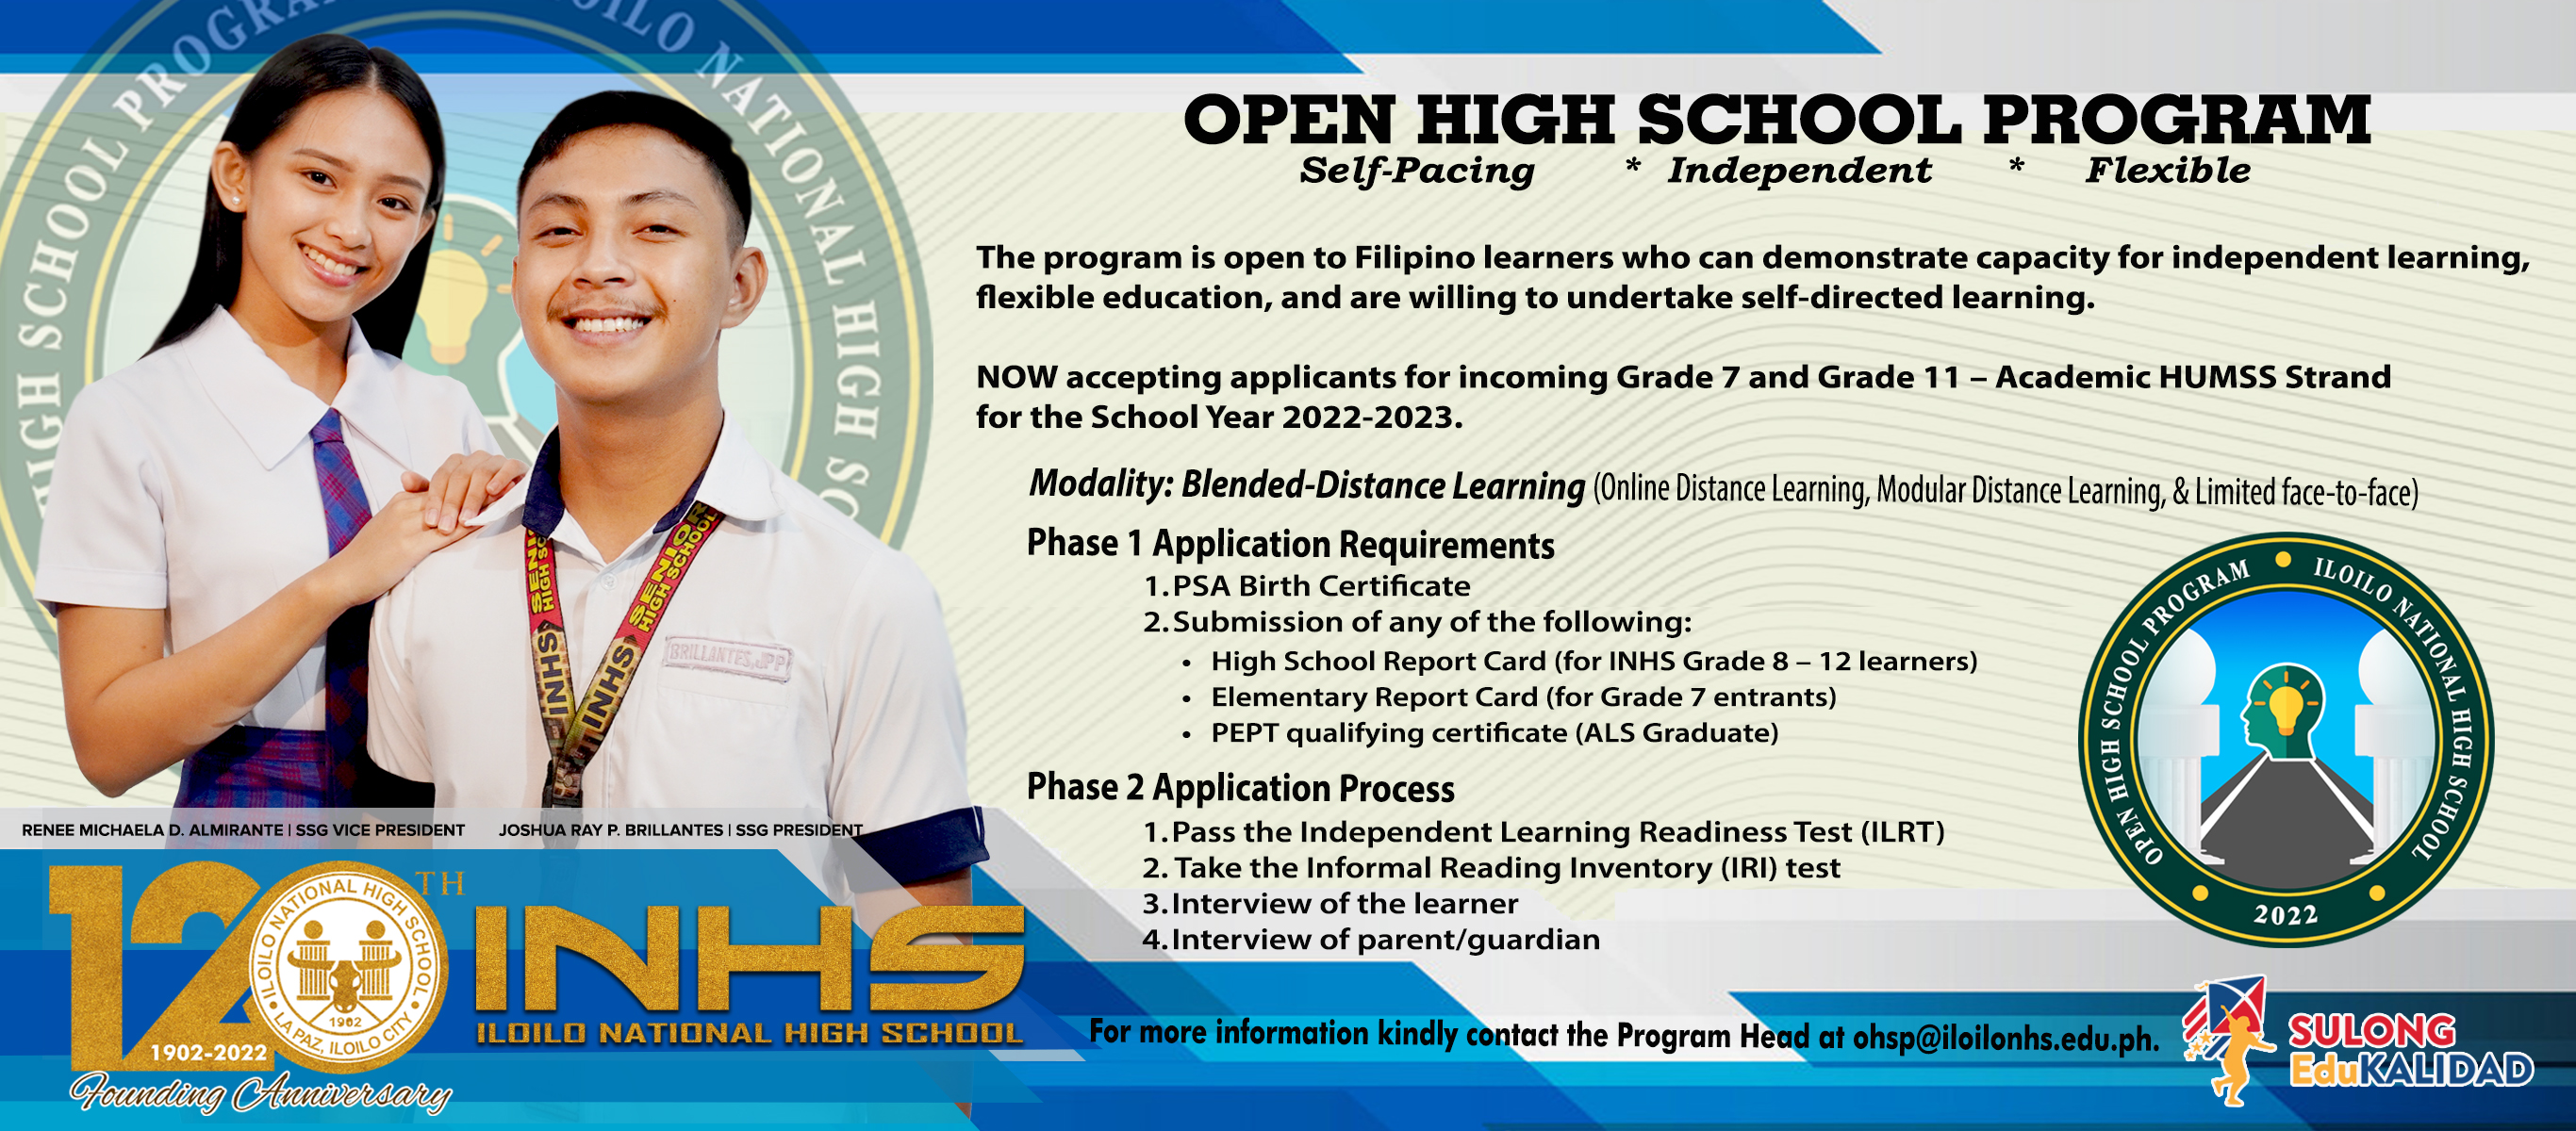 OPEN HIGH SCHOOL PROGRAM
Self-Pacing * Independent * Flexible
The program is open to Filipino learners who can demonstrate capacity for independent learning,
flexible education, and are willing to undertake self-directed learning.
NOW accepting applicants for incoming Grade 7 and Grade 11 – Academic HUMSS Strand
for the School Year 2022-2023.
Modality: Blended-Distance Learning (Online Distance Learning, Modular Distance Learning, & Limited face-to-face)
Phase 1 Application Requirements
1. PSA Birth Certificate
2. Submission of any of the following:
• High School Report Card (for INHS Grade 8 – 12 learners)
• Elementary Report Card (for Grade 7 entrants)
• PEPT qualifying certificate (ALS Graduate)
Phase 2 Application Process
1. Pass the Independent Learning Readiness Test (ILRT)
2. Take the Informal Reading Inventory (IRI) test
3. Interview of the learner
4. Interview of parent/guardian
For more information kindly contact the Program Head at ohsp@iloilonhs.edu.ph.
OPEN HIGH SCHOOL PROGRAM • ILOILO NATIONAL HIGH SCHOOL
2022
SULONG
EduKALIDAD
HIGH SCHOOL PROGRAM
ILOILO NATIONAL HIGH
SENIOR
HIGH SCHOOL
INHS
INHS
BRILLANTES, JPP
RENEE MICHAELA D. ALMIRANTE | SSG VICE PRESIDENT
JOSHUA RAY P. BRILLANTES | SSG PRESIDENT
120TH
ILOILO NATIONAL HIGH SCHOOL
1902
LA PAZ, ILOILO CITY
1902-2022
Founding Anniversary
INHS
ILOILO NATIONAL HIGH SCHOOL